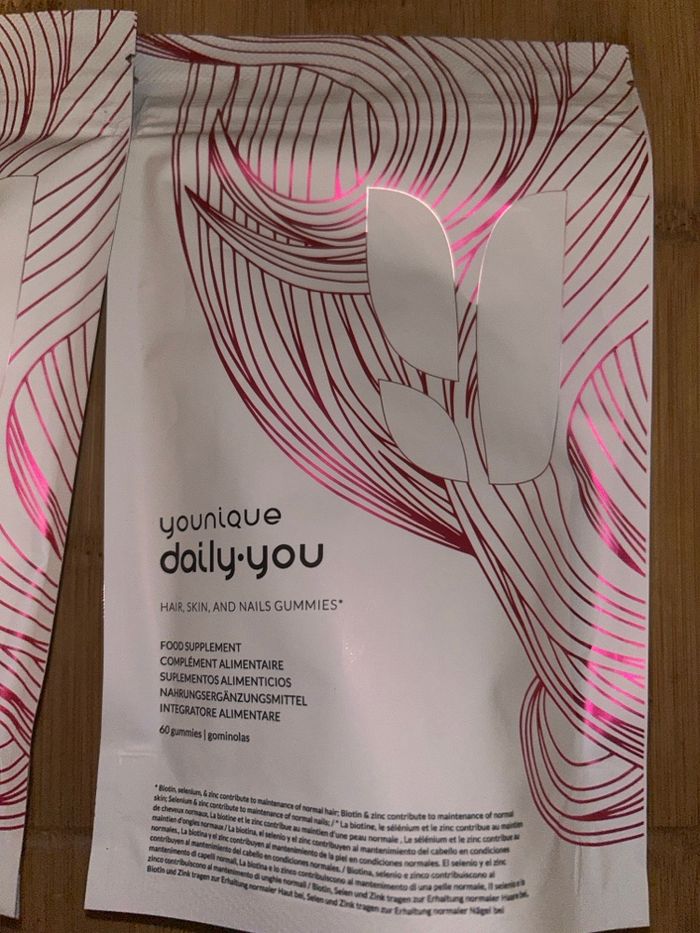 younique
daily·you
HAIR, SKIN, AND NAILS GUMMIES*
FOOD SUPPLEMENT
COMPLÉMENT ALIMENTAIRE
SUPLEMENTOS ALIMENTICIOS
NAHRUNGSERGÄNZUNGSMITTEL
INTEGRATORE ALIMENTARE
60 gummies | gominolas
* Biotin, selenium, & zinc contribute to maintenance of normal hair; Biotin & zinc contribute to maintenance of normal
skin; Selenium & zinc contribute to maintenance of normal nails; / * La biotine, le sélénium et le zinc contribue au maintien
de cheveux normaux, La biotine et le zinc contribue au maintien d'une peau normale , Le sélénium et le zinc contribue au
maintien d'ongles normaux / La biotina, el selenio y el zinc contribuyen al mantenimiento del cabello en condiciones
normales , La biotina y el zinc contribuyen al mantenimiento de la piel en condiciones normales. El selenio y el zinc
contribuyen al mantenimiento del cabello en condiciones normales. / Biotina, selenio e zinco contribuiscono al
mantenimento di capelli normali, La biotina e lo zinco contribuiscono al mantenimento di una pelle normale, Il selenio e lo
zinco contribuiscono al mantenimento di unghie normali / Biotin, Selen und Zink tragen zur Erhaltung normaler Haare bei,
Biotin und Zink tragen zur Erhaltung normaler Haut bei, Selen und Zink tragen zur Erhaltung normaler Nägel bei